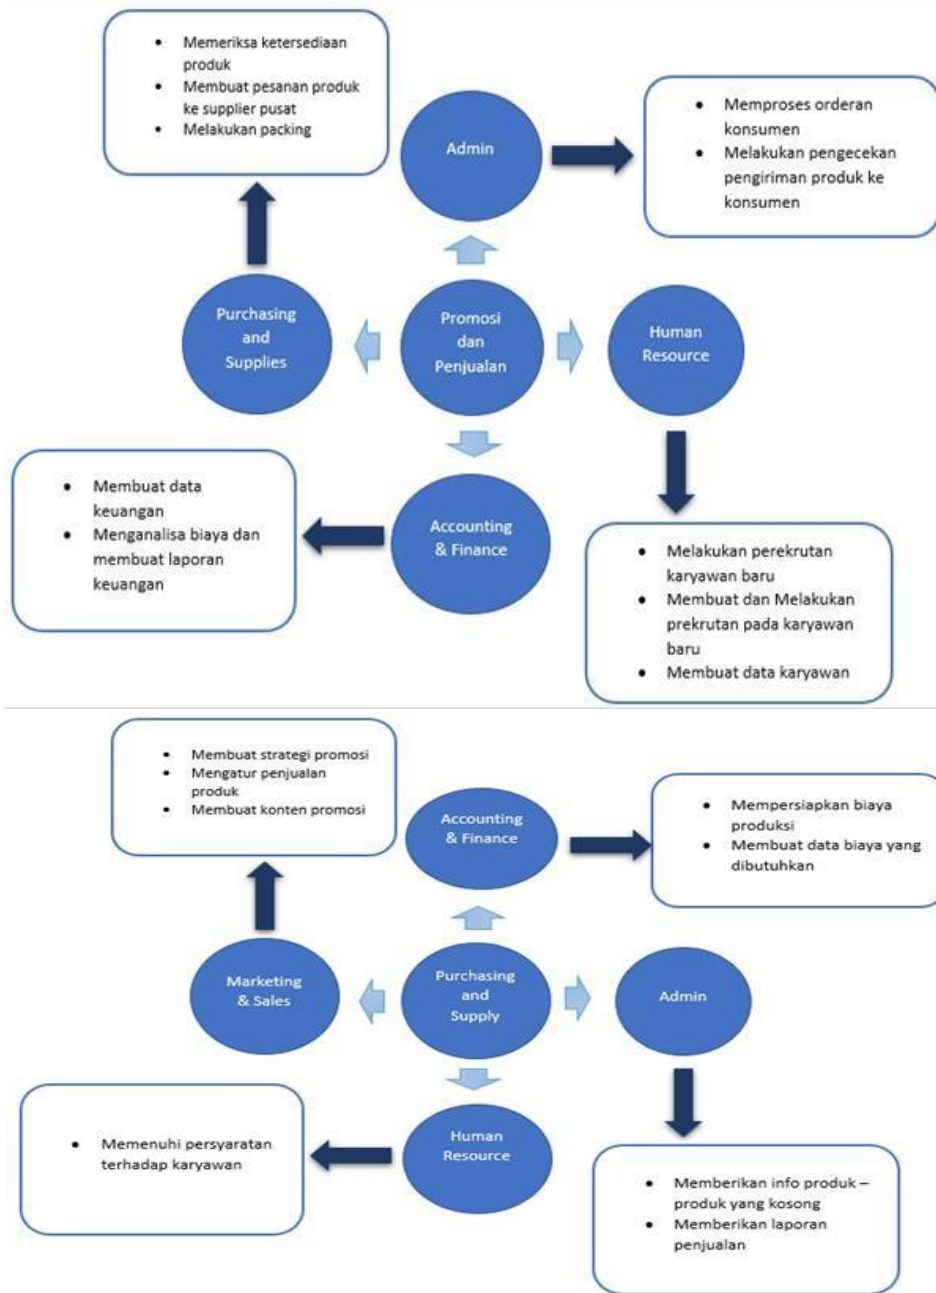 • Memeriksa ketersediaan
produk
• Membuat pesanan produk
ke supplier pusat
• Melakukan packing
Admin
• Memproses orderan
konsumen
• Melakukan pengecekan
pengiriman produk ke
konsumen
Purchasing
and
Supplies
Promosi
dan
Penjualan
Human
Resource
• Membuat data
keuangan
• Menganalisa biaya dan
membuat laporan
keuangan
Accounting
& Finance
• Melakukan perekrutan
karyawan baru
• Membuat dan Melakukan
prekrutan pada karyawan
baru
• Membuat data karyawan
• Membuat strategi promosi
• Mengatur penjualan
produk
• Membuat konten promosi
Accounting
& Finance
• Mempersiapkan biaya
produksi
• Membuat data biaya yang
dibutuhkan
Marketing
& Sales
Purchasing
and
Supply
Admin
• Memenuhi persyaratan
terhadap karyawan
Human
Resource
• Memberikan info produk –
produk yang kosong
• Memberikan laporan
penjualan